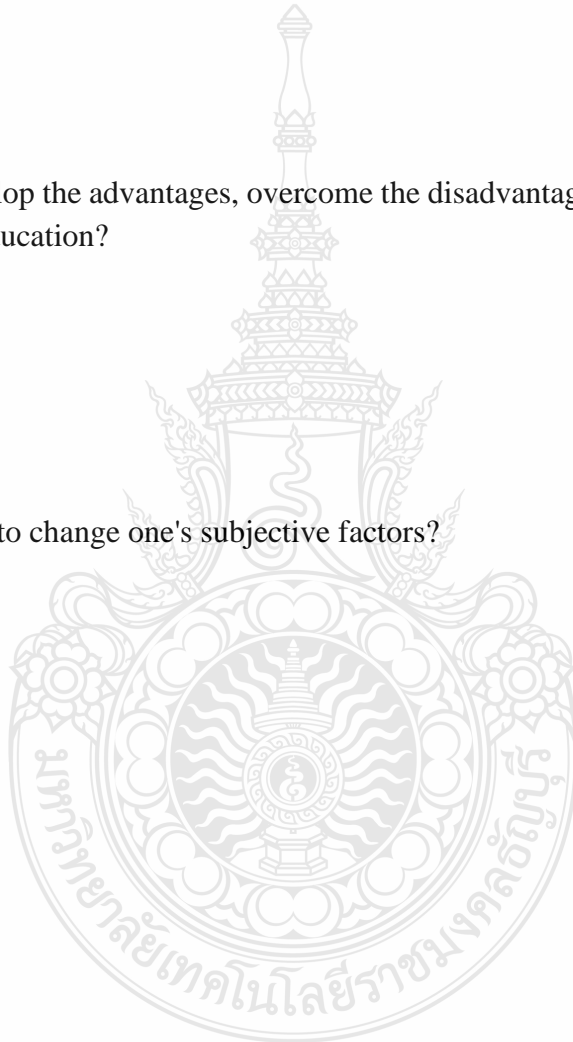 lop the advantages, overcome the disadvantag
ucation?
to change one's subjective factors?
มหาวิทยาลัยเทคโนโลยีราชมงคลธัญบุรี